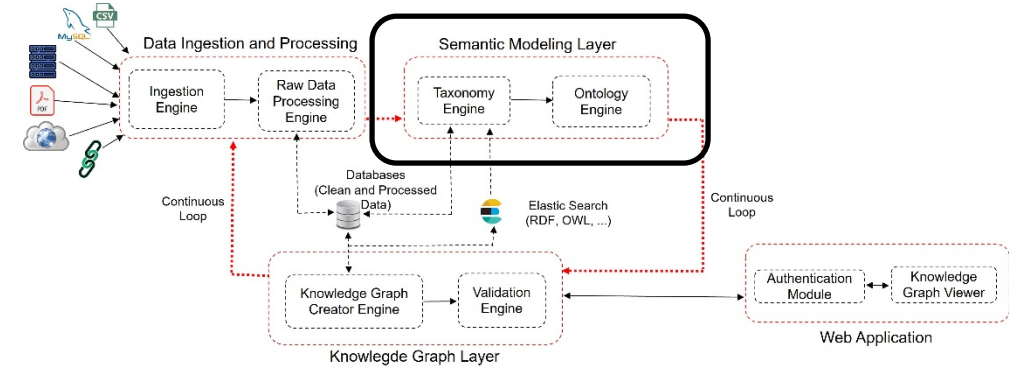 CSV
MySQL
Data Ingestion and Processing
Semantic Modeling Layer
Ingestion
Engine
Raw Data
Processing
Engine
Taxonomy
Engine
Ontology
Engine
PDF
Databases
(Clean and Processed
Data)
Continuous
Loop
Elastic Search
(RDF, OWL, ...)
Continuous
Loop
Knowledge Graph
Creator Engine
Validation
Engine
Authentication
Module
Knowledge
Graph Viewer
Web Application
Knowlegde Graph Layer